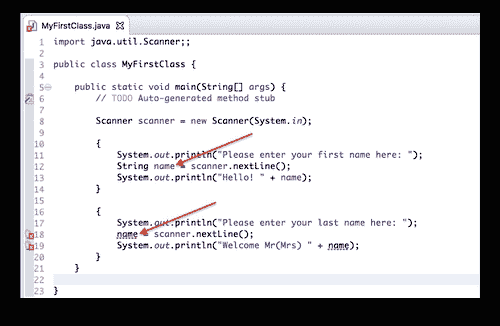 MyFirstClass.java
1 import java.util.Scanner;;
2
3 public class MyFirstClass {
4
5 public static void main(String[] args) {
6 // TODO Auto-generated method stub
7
8 Scanner scanner = new Scanner(System.in);
9
10 {
11 System.out.println("Please enter your first name here: ");
12 String name = scanner.nextLine();
13 System.out.println("Hello! " + name);
14 }
15
16 {
17 System.out.println("Please enter your last name here: ");
18 name = scanner.nextLine();
19 System.out.println("Welcome Mr(Mrs) " + name);
20 }
21 }
22
23 }